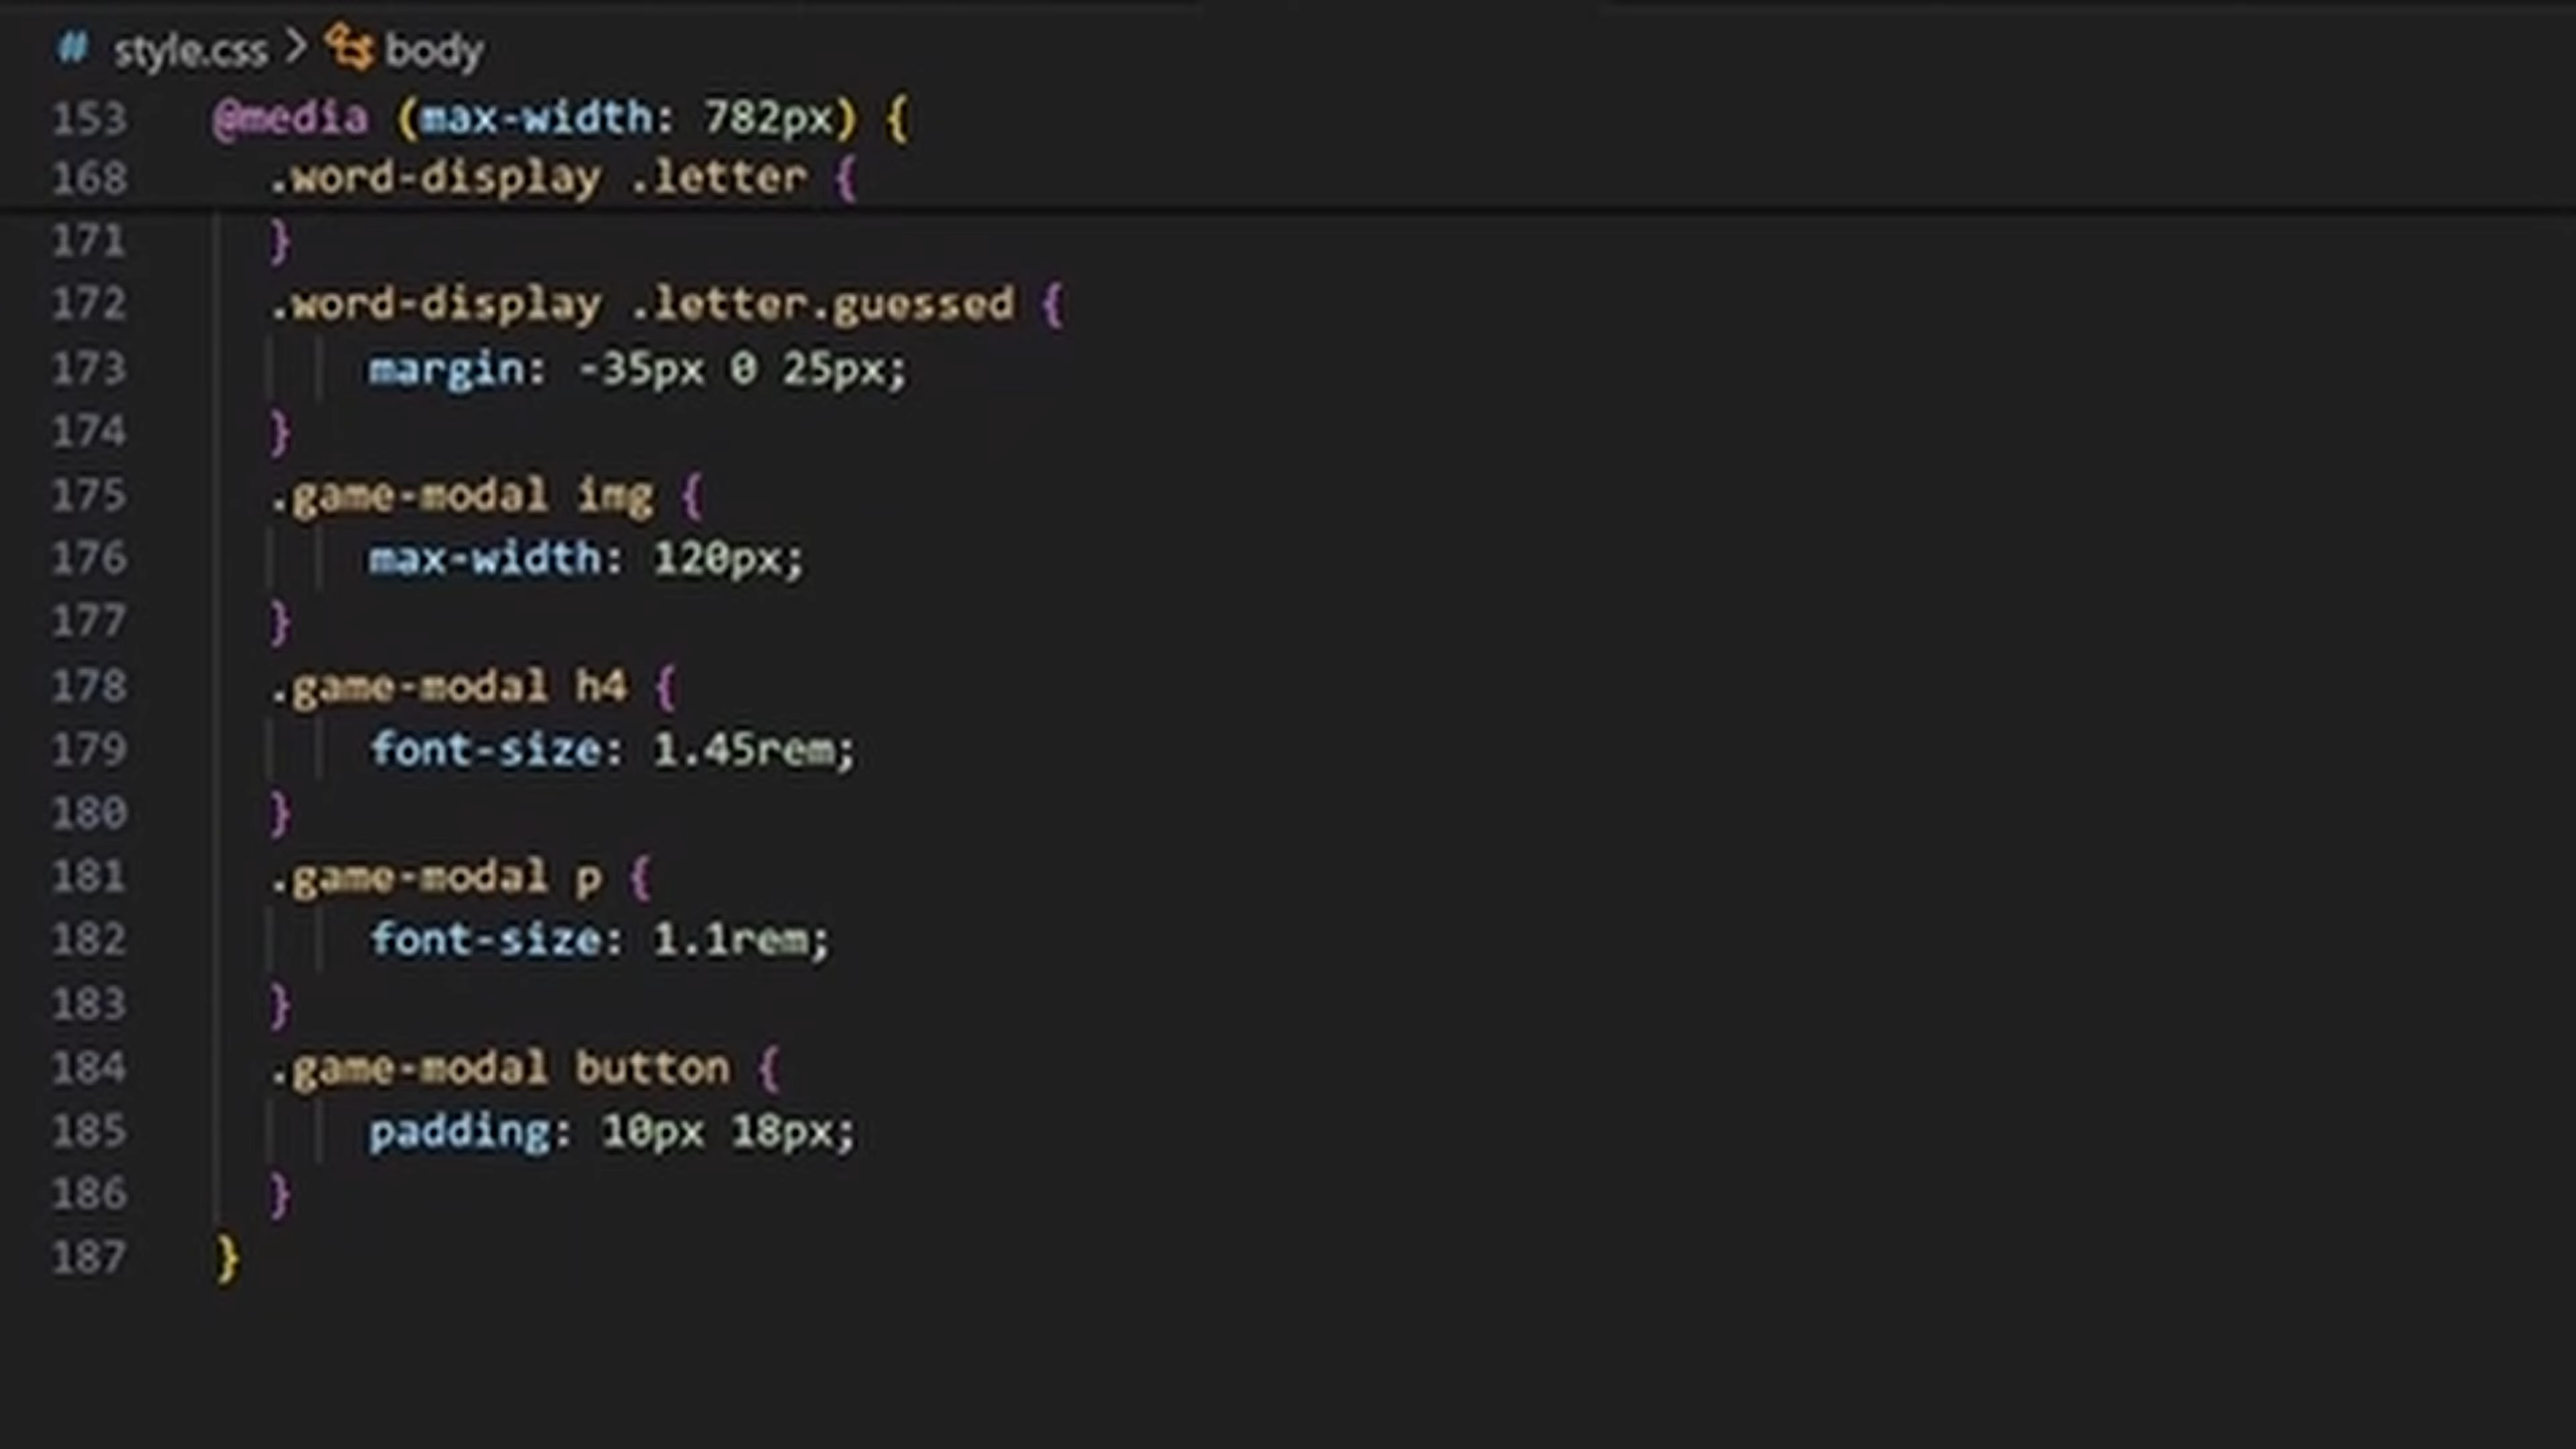 # style.css > body
153 @media (max-width: 782px) {
168 .word-display .letter {
171 }
172 .word-display .letter.guessed {
173 margin: -35px 0 25px;
174 }
175 .game-modal img {
176 max-width: 120px;
177 }
178 .game-modal h4 {
179 font-size: 1.45rem;
180 }
181 .game-modal p {
182 font-size: 1.1rem;
183 }
184 .game-modal button {
185 padding: 10px 18px;
186 }
187 }